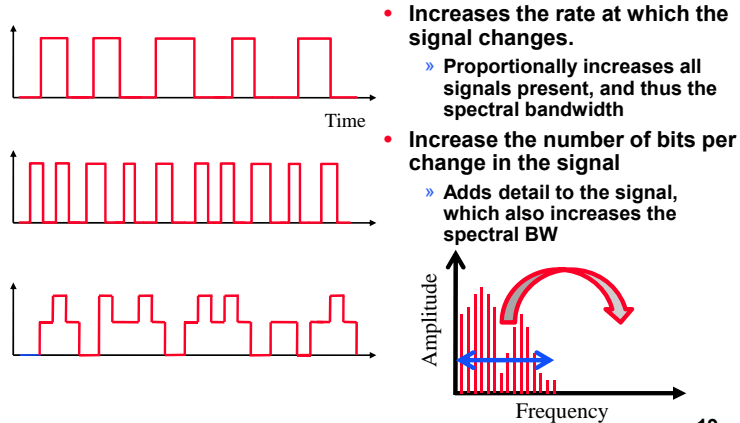 • Increases the rate at which the
signal changes.
» Proportionally increases all
signals present, and thus the
spectral bandwidth
Time
• Increase the number of bits per
change in the signal
» Adds detail to the signal,
which also increases the
spectral BW
Amplitude
Frequency